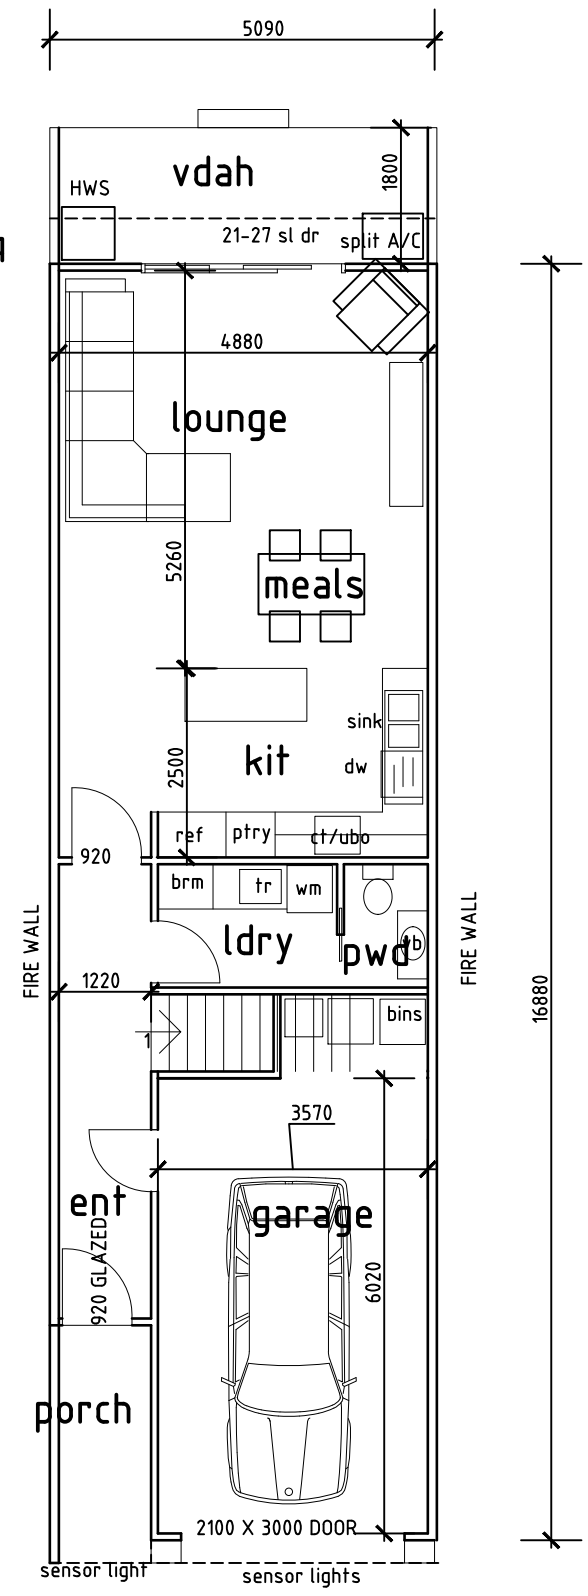 5090
vdah
1800
HWS
21-27 sl dr
split A/C
q
4880
lounge
5260
meals
sink
kit
dw
2500
ref
ptry
ct/ubo
920
brm
tr
wm
FIRE WALL
ldry
pwd
vb
FIRE WALL
1220
16880
bins
1
3570
ent
garage
920 GLAZED
6020
porch
2100 X 3000 DOOR
sensor light
sensor lights